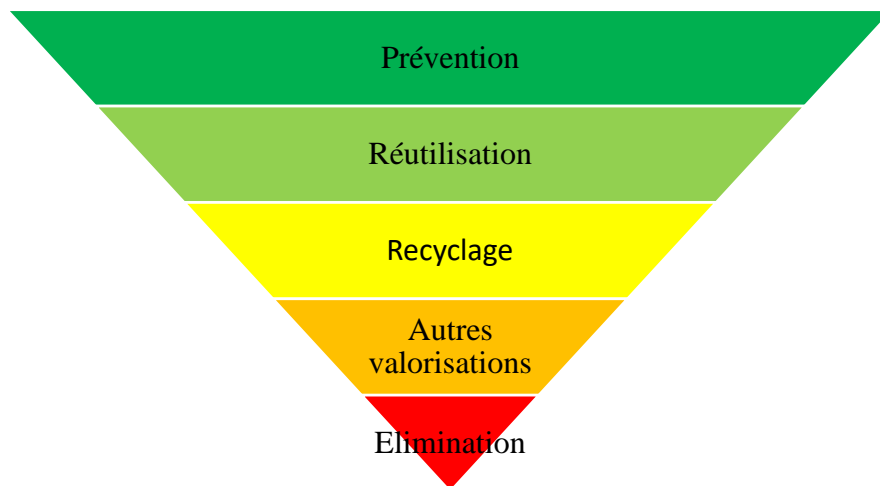 Prévention
Réutilisation
Recyclage
Autres
valorisations
Elimination